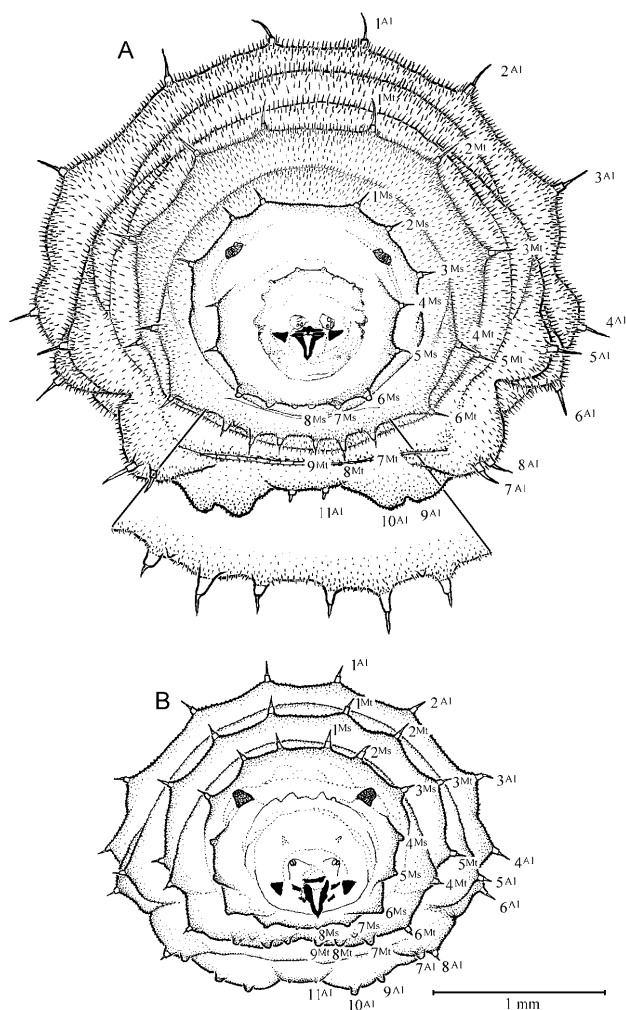 A
1AI
2AI
1Mt
2Mt
3AI
1Ms
2Ms
3Mt
3Ms
4Ms
4AI
4Mt
5Ms
5Mt
5AI
6Ms
6AI
8Ms 7Ms
6Mt
9Mt 8Mt 7Mt
8AI
7AI
11AI
10AI 9AI
B
1AI
1Mt
2AI
1Ms
2Mt
2Ms
3Ms
3Mt
3AI
4Ms
5Mt
4AI
5Ms
4Mt
5AI
6AI
6Ms
8Ms 7Ms
6Mt
9Mt 8Mt 7Mt
7AI 8AI
11AI
10AI 9AI
1 mm